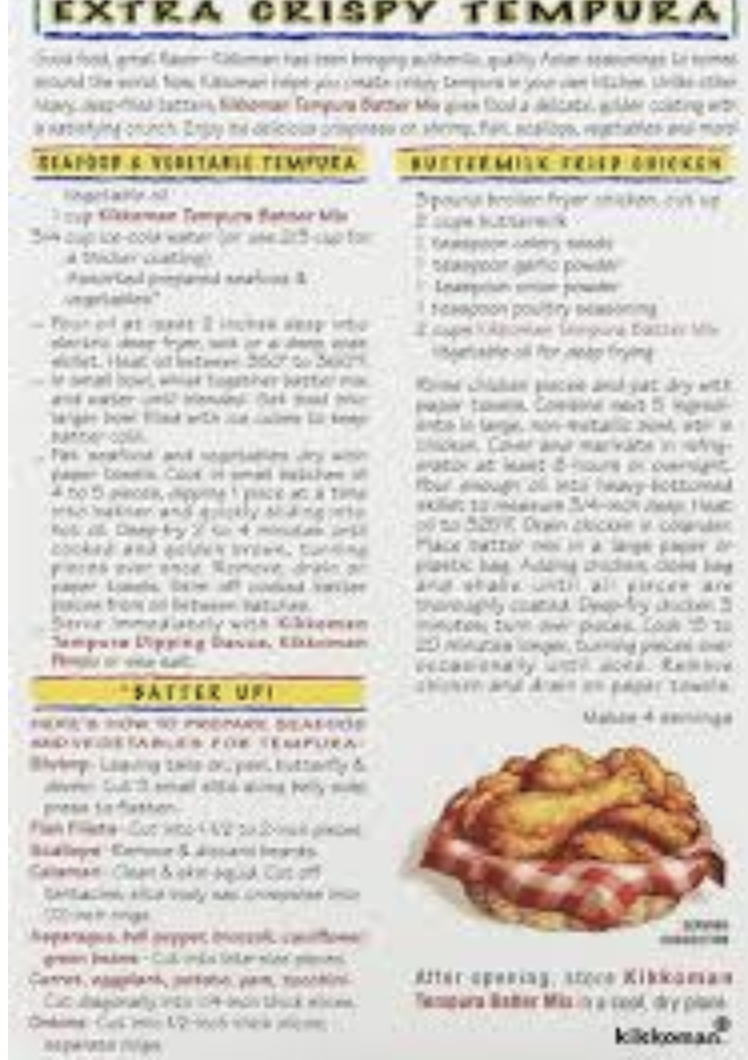 EXTRA CRISPY TEMPURA
Good food, great flavor—Kikkoman has been bringing authentic, quality Asian seasonings to homes
around the world. Now, Kikkoman helps you create crispy tempura in your own kitchen. Unlike other
heavy, deep-fried batters, Kikkoman Tempura Batter Mix gives food a delicate, golden coating with
a satisfying crunch. Enjoy the delicious crispness on shrimp, fish, scallops, vegetables and more!
SEAFOOD & VEGETABLE TEMPURA
Vegetable oil
1 cup Kikkoman Tempura Batter Mix
3/4 cup ice-cold water (or use 2/3 cup for
a thicker coating)
Assorted prepared seafood &
vegetables*
Pour oil at least 2 inches deep into
electric deep fryer, wok or a deep
skillet. Heat oil between 350° to 360°F.
In small bowl, whisk together batter mix
and water until blended. Set bowl into
larger bowl filled with ice cubes to keep
batter cold.
Pat seafood and vegetables dry with
paper towels. Cook in small batches of
4 to 5 pieces, dipping 1 piece at a time
into batter and quickly sliding into
hot oil. Deep-fry 2 to 4 minutes until
cooked and golden brown, turning
pieces over once. Remove, drain on
paper towels. Skim off cooked batter
pieces from oil between batches.
Serve immediately with Kikkoman
Tempura Dipping Sauce, Kikkoman
Ponzu or sea salt.
*BATTER UP!
HERE'S HOW TO PREPARE SEAFOOD
AND VEGETABLES FOR TEMPURA:
Shrimp- Leaving tails on, peel, butterfly &
devein. Cut 3 small slits along belly side;
press to flatten.
Fish Fillets- Cut into 1-1/2 to 2-inch pieces.
Scallops- Remove & discard beards.
Calamari- Clean & skin squid. Cut off
tentacles; slice body sac crosswise into
1/2-inch rings.
Asparagus, bell pepper, broccoli, cauliflower,
green beans- Cut into bite-size pieces.
Carrot, eggplant, potato, yam, zucchini-
Cut diagonally into 1/4-inch thick slices.
Onions- Cut into 1/2-inch thick slices;
separate rings.
BUTTERMILK FRIED CHICKEN
3 pound broiler-fryer chicken, cut up
2 cups buttermilk
1 teaspoon celery seeds
1 teaspoon garlic powder
1 teaspoon onion powder
1 teaspoon poultry seasoning
2 cups Kikkoman Tempura Batter Mix
Vegetable oil for deep frying
Rinse chicken pieces and pat dry with
paper towels. Combine next 5 ingredi-
ents in large, non-metallic bowl; stir in
chicken. Cover and marinate in refrig-
erator at least 8 hours or overnight.
Pour enough oil into heavy-bottomed
skillet to measure 3/4-inch deep. Heat
oil to 325°F. Drain chicken in colander.
Place batter mix in a large paper or
plastic bag. Adding chicken, close bag
and shake until all pieces are
thoroughly coated. Deep-fry chicken 3
minutes; turn over pieces. Cook 15 to
20 minutes longer, turning pieces over
occasionally until done. Remove
chicken and drain on paper towels.
Makes 4 servings
SERVING
SUGGESTION
After opening, store Kikkoman
Tempura Batter Mix in a cool, dry place.
kikkoman®